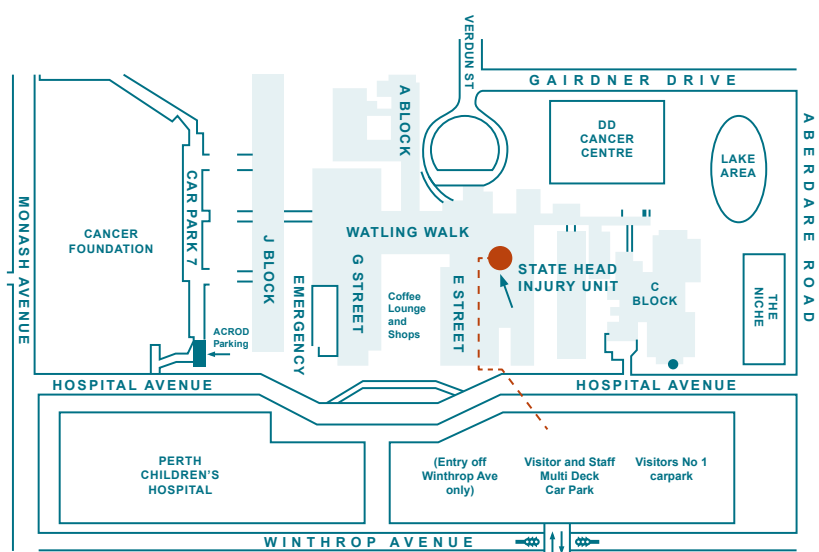 VERDUN ST
GAIRDNER DRIVE
A BLOCK
DD
CANCER
CENTRE
LAKE
AREA
ABERDARE ROAD
MONASH AVENUE
CAR PARK 7
CANCER
FOUNDATION
WATLING WALK
J BLOCK
G STREET
E STREET
STATE HEAD
INJURY UNIT
C
BLOCK
THE
NICHE
EMERGENCY
Coffee
Lounge
and
Shops
ACROD
Parking
HOSPITAL AVENUE
HOSPITAL AVENUE
PERTH
CHILDREN'S
HOSPITAL
(Entry off
Winthrop Ave
only)
Visitor and Staff
Multi Deck
Car Park
Visitors No 1
carpark
WINTHROP AVENUE